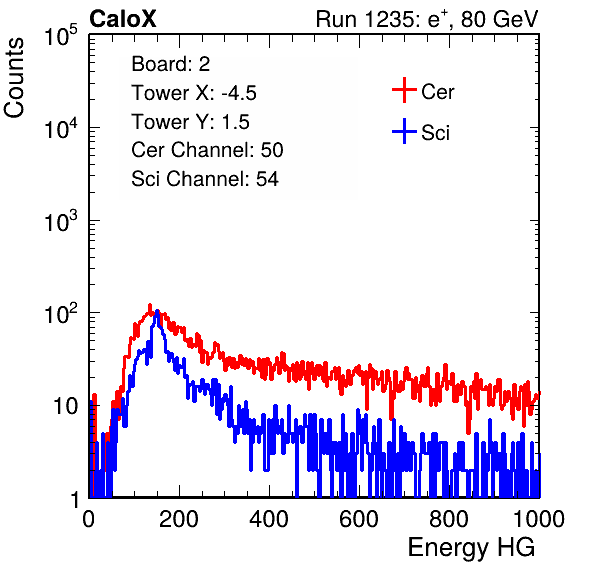 CaloX Run 1235: e⁺, 80 GeV
Counts
Board: 2
Tower X: -4.5
Tower Y: 1.5
Cer Channel: 50
Sci Channel: 54
Cer
Sci
10⁵
10⁴
10³
10²
10
1
0 200 400 600 800 1000
Energy HG